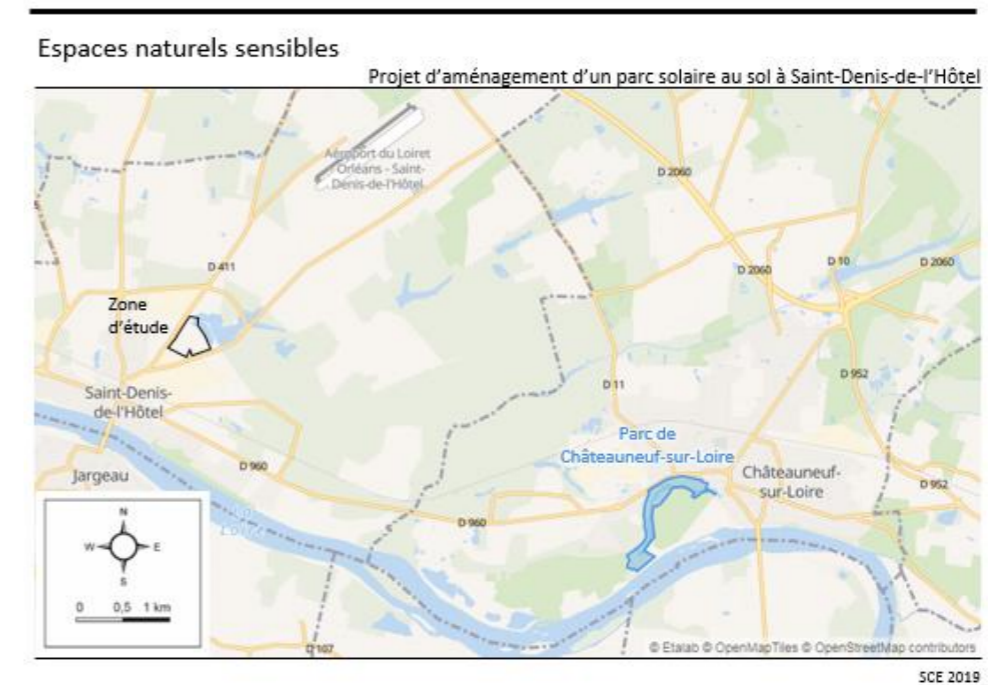 Espaces naturels sensibles
Projet d'aménagement d'un parc solaire au sol à Saint-Denis-de-l'Hôtel
Aéroport du Loiret
Orléans - Saint-
Denis-de-l'Hôtel
D 2060
D 411
D 2060
D 10
D 2060
Zone
d'étude
D 11
D 952
Saint-Denis-
de-l'Hôtel
Parc de
Châteauneuf-sur-Loire
Jargeau
D 960
Châteauneuf-
sur-Loire
D 952
La
Loire
D 960
N
W
E
S
0
0,5
1 km
D 107
© Etalab © OpenMapTiles © OpenStreetMap contributors
SCE 2019